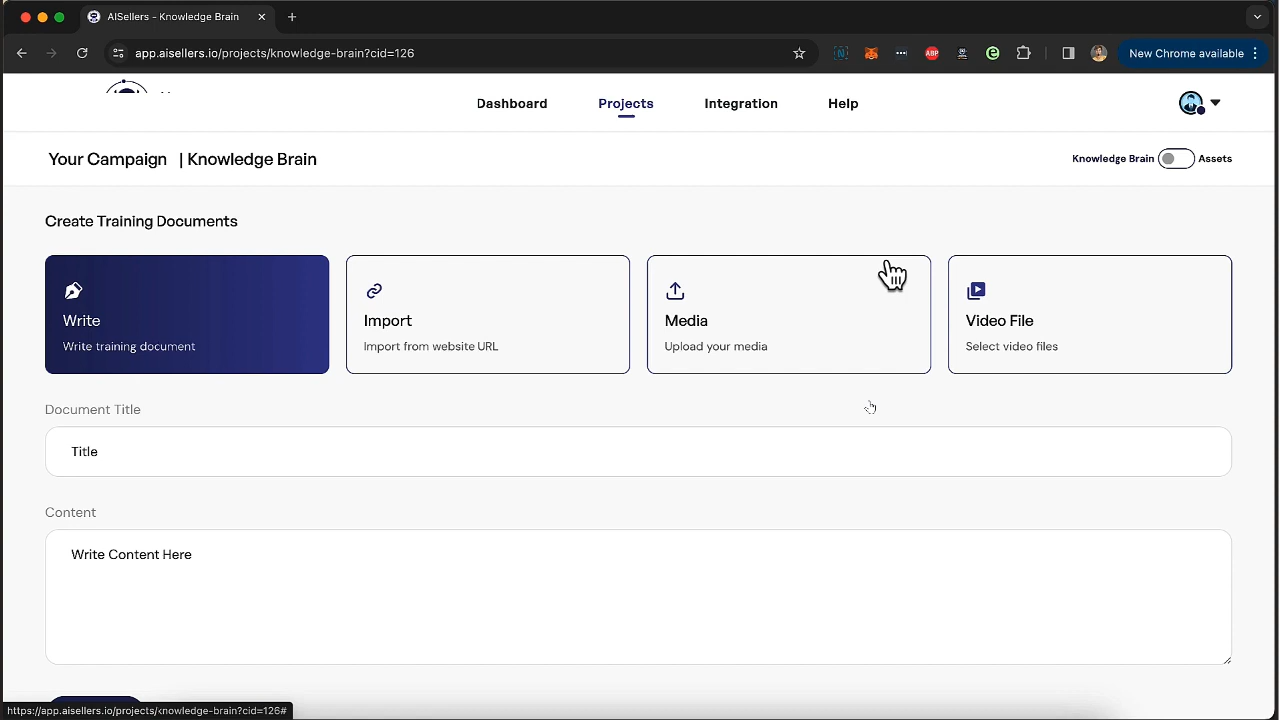 AISellers - Knowledge Brain
app.aisellers.io/projects/knowledge-brain?cid=126
ABP
New Chrome available
Dashboard
Projects
Integration
Help
Your Campaign | Knowledge Brain
Knowledge Brain
Assets
Create Training Documents
Write
Write training document
Import
Import from website URL
Media
Upload your media
Video File
Select video files
Document Title
Title
Content
Write Content Here
https://app.aisellers.io/projects/knowledge-brain?cid=126#